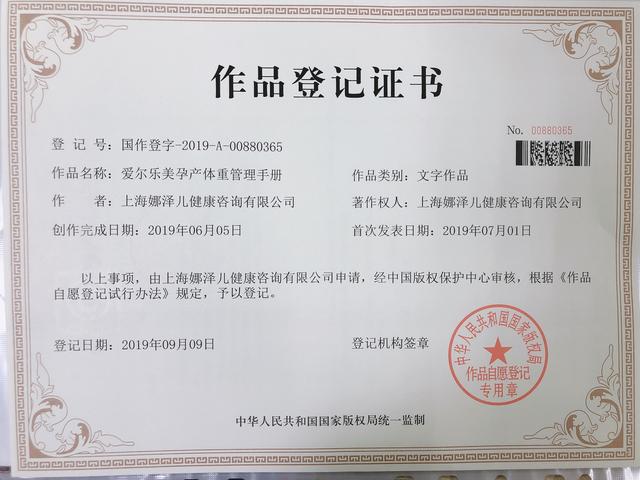 作品登记证书
No. 00880365
登 记 号：国作登字-2019-A-00880365
作品名称：爱尔乐美孕产体重管理手册
作品类别：文字作品
作 者：上海娜泽儿健康咨询有限公司
著作权人：上海娜泽儿健康咨询有限公司
创作完成日期：2019年06月05日
首次发表日期：2019年07月01日
以上事项，由上海娜泽儿健康咨询有限公司申请，经中国版权保护中心审核，根据《作品
自愿登记试行办法》规定，予以登记。
登记日期：2019年09月09日
登记机构签章
中华人民共和国国家版权局
作品自愿登记
专用章
中华人民共和国国家版权局统一监制